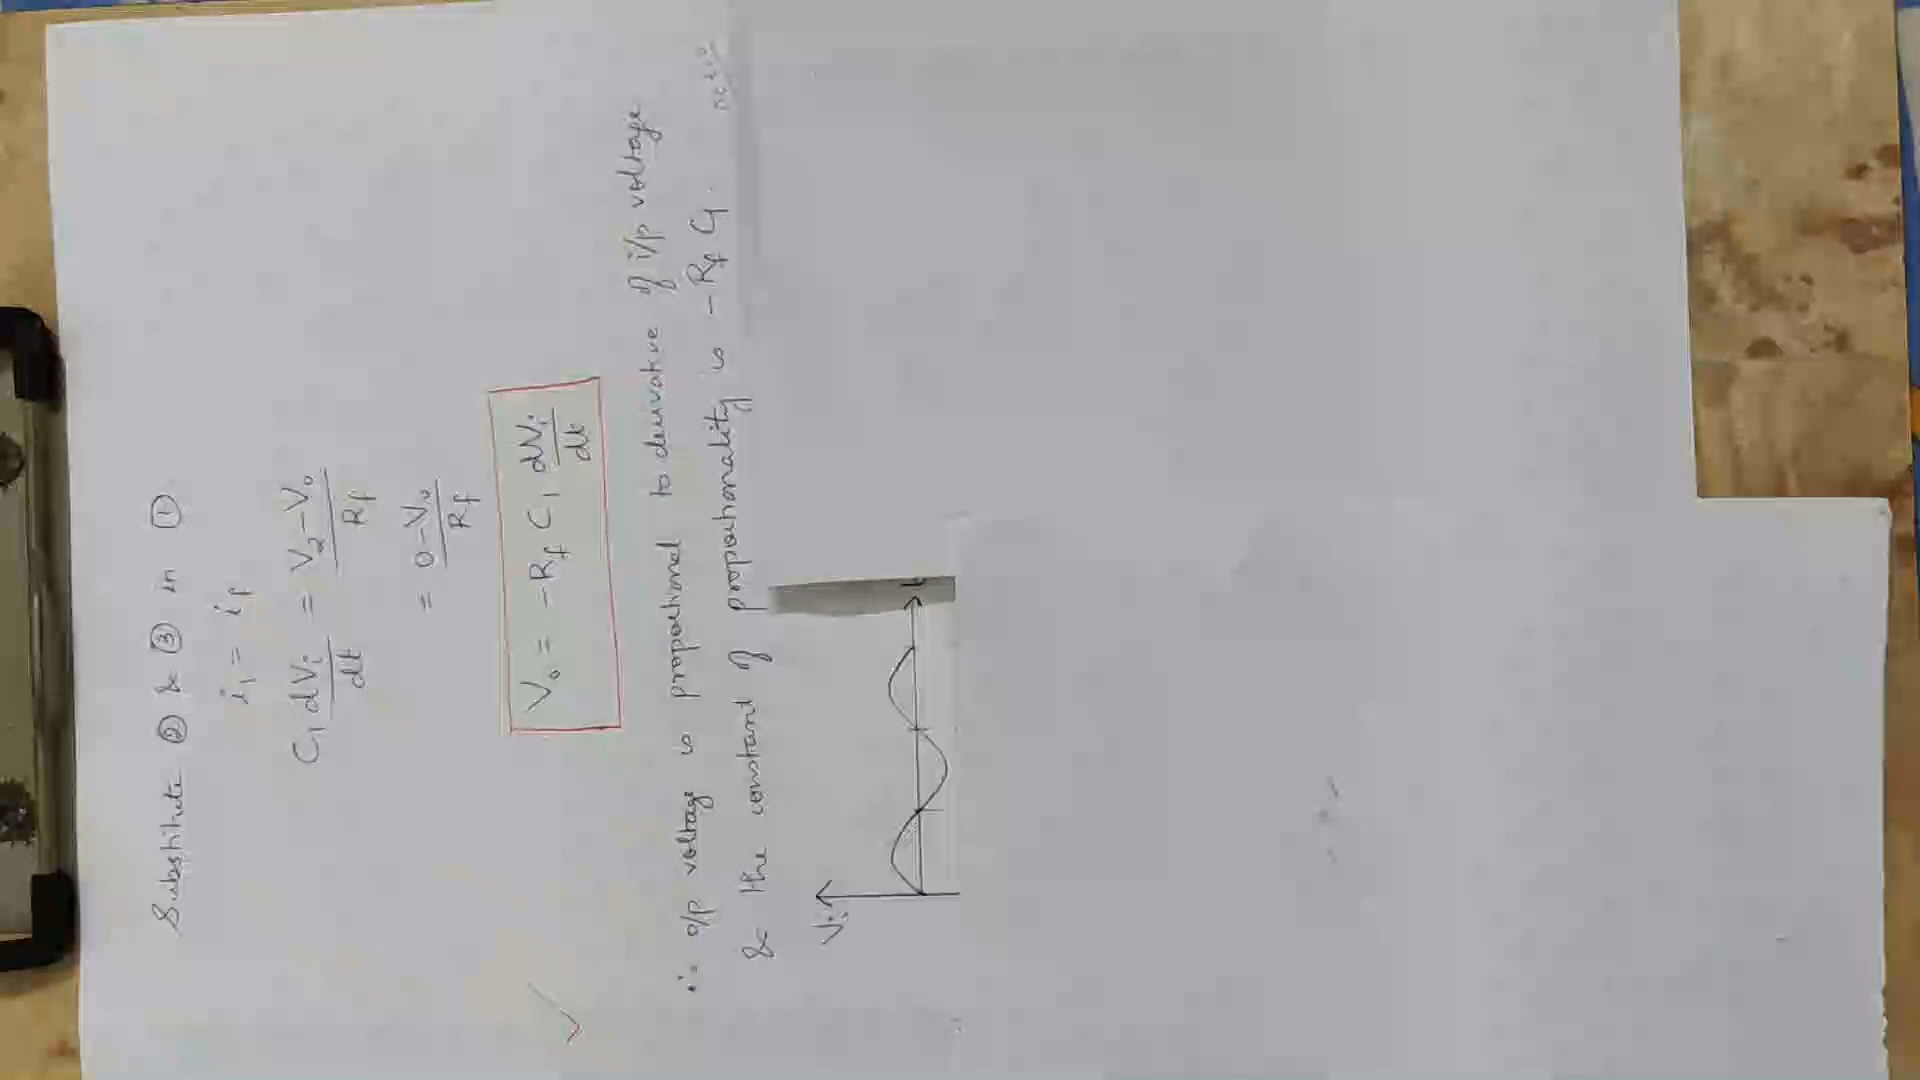 Substitute ② & ③ in ①
i₁ = i_f
C₁ dVᵢ/dt = (V₂ - V₀)/R_f
= (0 - V₀)/R_f
V₀ = -R_f C₁ dVᵢ/dt
∴ o/p voltage is proportional to derivative of i/p voltage
& the constant of proportionality is -R_f C₁.
Vᵢ
t